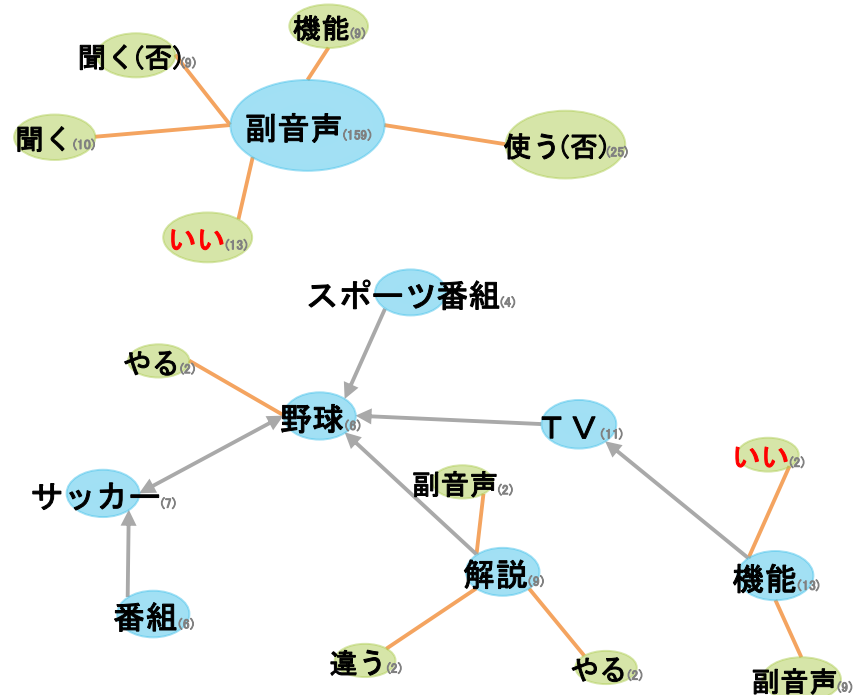 機能(9)
聞く(否)(9)
副音声(159)
聞く(10)
使う(否)(25)
いい(13)
スポーツ番組(4)
やる(2)
野球(6)
ＴＶ(11)
いい(2)
副音声(2)
サッカー(7)
解説(9)
機能(13)
番組(6)
違う(2)
やる(2)
副音声(9)